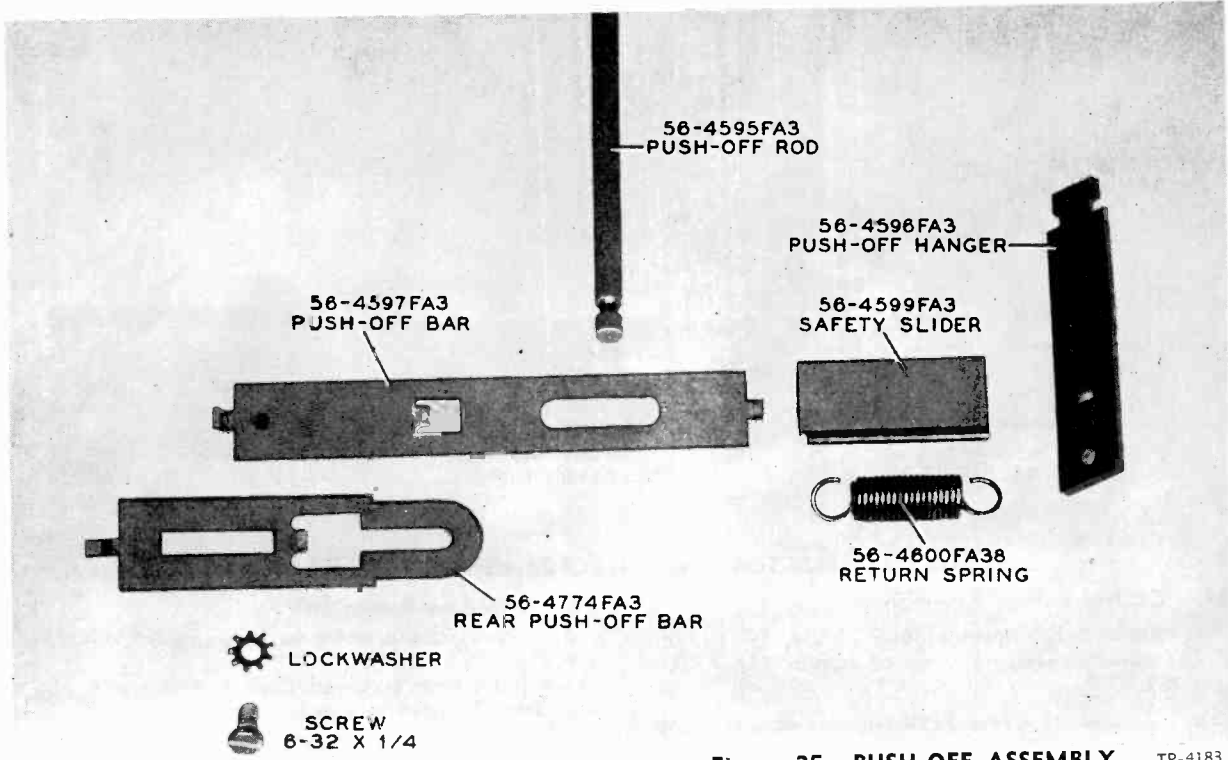 56-4595FA3
PUSH-OFF ROD
56-4596FA3
PUSH-OFF HANGER
56-4597FA3
PUSH-OFF BAR
56-4599FA3
SAFETY SLIDER
56-4600FA38
RETURN SPRING
56-4774FA3
REAR PUSH-OFF BAR
LOCKWASHER
SCREW
6-32 X 1/4
35. PUSH-OFF ASSEMBLY
TP-4183